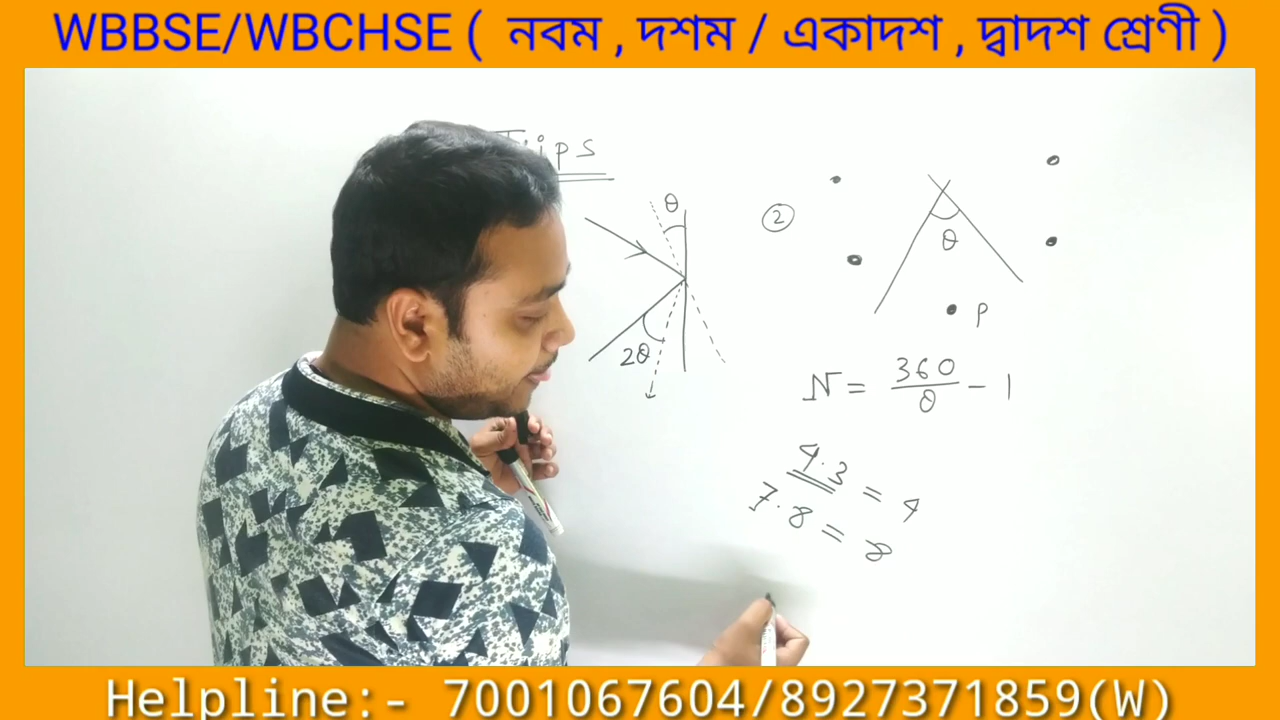 WBBSE/WBCHSE ( নবম , দশম / একাদশ , দ্বাদশ শ্রেণী )
θ
2θ
②
θ
P
N = 360/θ - 1
4.3 = 4
7.8 = 8
Helpline:- 7001067604/8927371859(W)